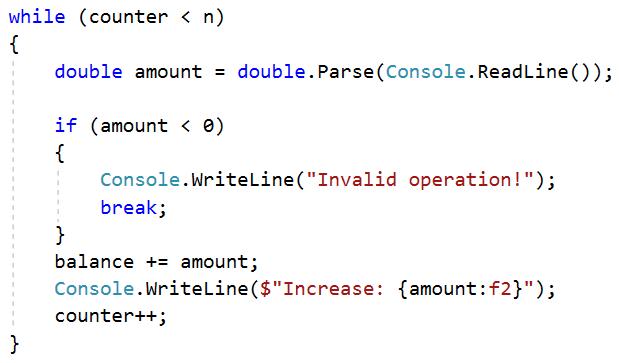 while (counter < n)
{
    double amount = double.Parse(Console.ReadLine());
    if (amount < 0)
    {
        Console.WriteLine("Invalid operation!");
        break;
    }
    balance += amount;
    Console.WriteLine($"Increase: {amount:f2}");
    counter++;
}